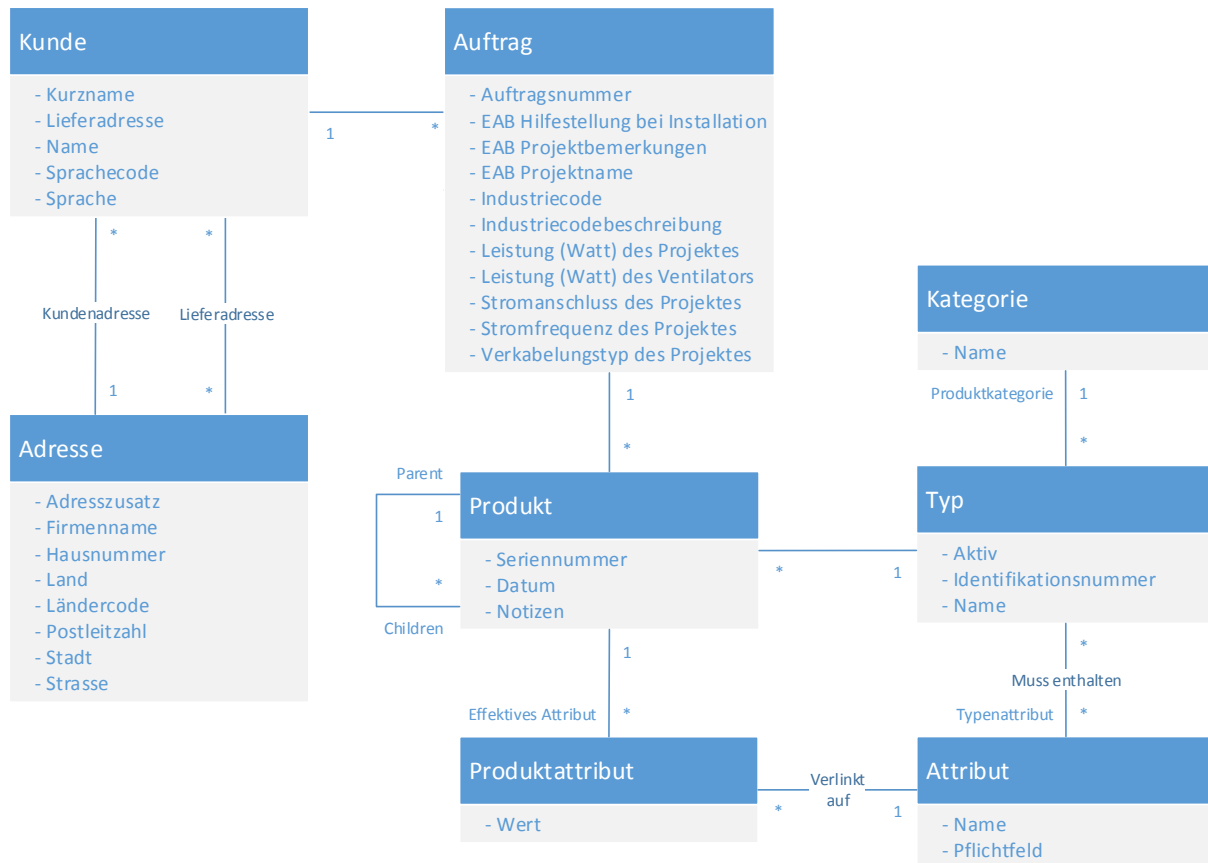 Kunde
- Kurzname
- Lieferadresse
- Name
- Sprachecode
- Sprache
1
*
Auftrag
- Auftragsnummer
- EAB Hilfestellung bei Installation
- EAB Projektbemerkungen
- EAB Projektname
- Industriecode
- Industriecodebeschreibung
- Leistung (Watt) des Projektes
- Leistung (Watt) des Ventilators
- Stromanschluss des Projektes
- Stromfrequenz des Projektes
- Verkabelungstyp des Projektes
*
*
Kundenadresse
Lieferadresse
1
*
Adresse
- Adresszusatz
- Firmenname
- Hausnummer
- Land
- Ländercode
- Postleitzahl
- Stadt
- Strasse
1
*
Parent
1
*
Children
Produkt
- Seriennummer
- Datum
- Notizen
*
1
Kategorie
- Name
Produktkategorie
1
*
Typ
- Aktiv
- Identifikationsnummer
- Name
*
Muss enthalten
Typenattribut
*
1
Effektives Attribut
*
Produktattribut
- Wert
Verlinkt
auf
*
1
Attribut
- Name
- Pflichtfeld